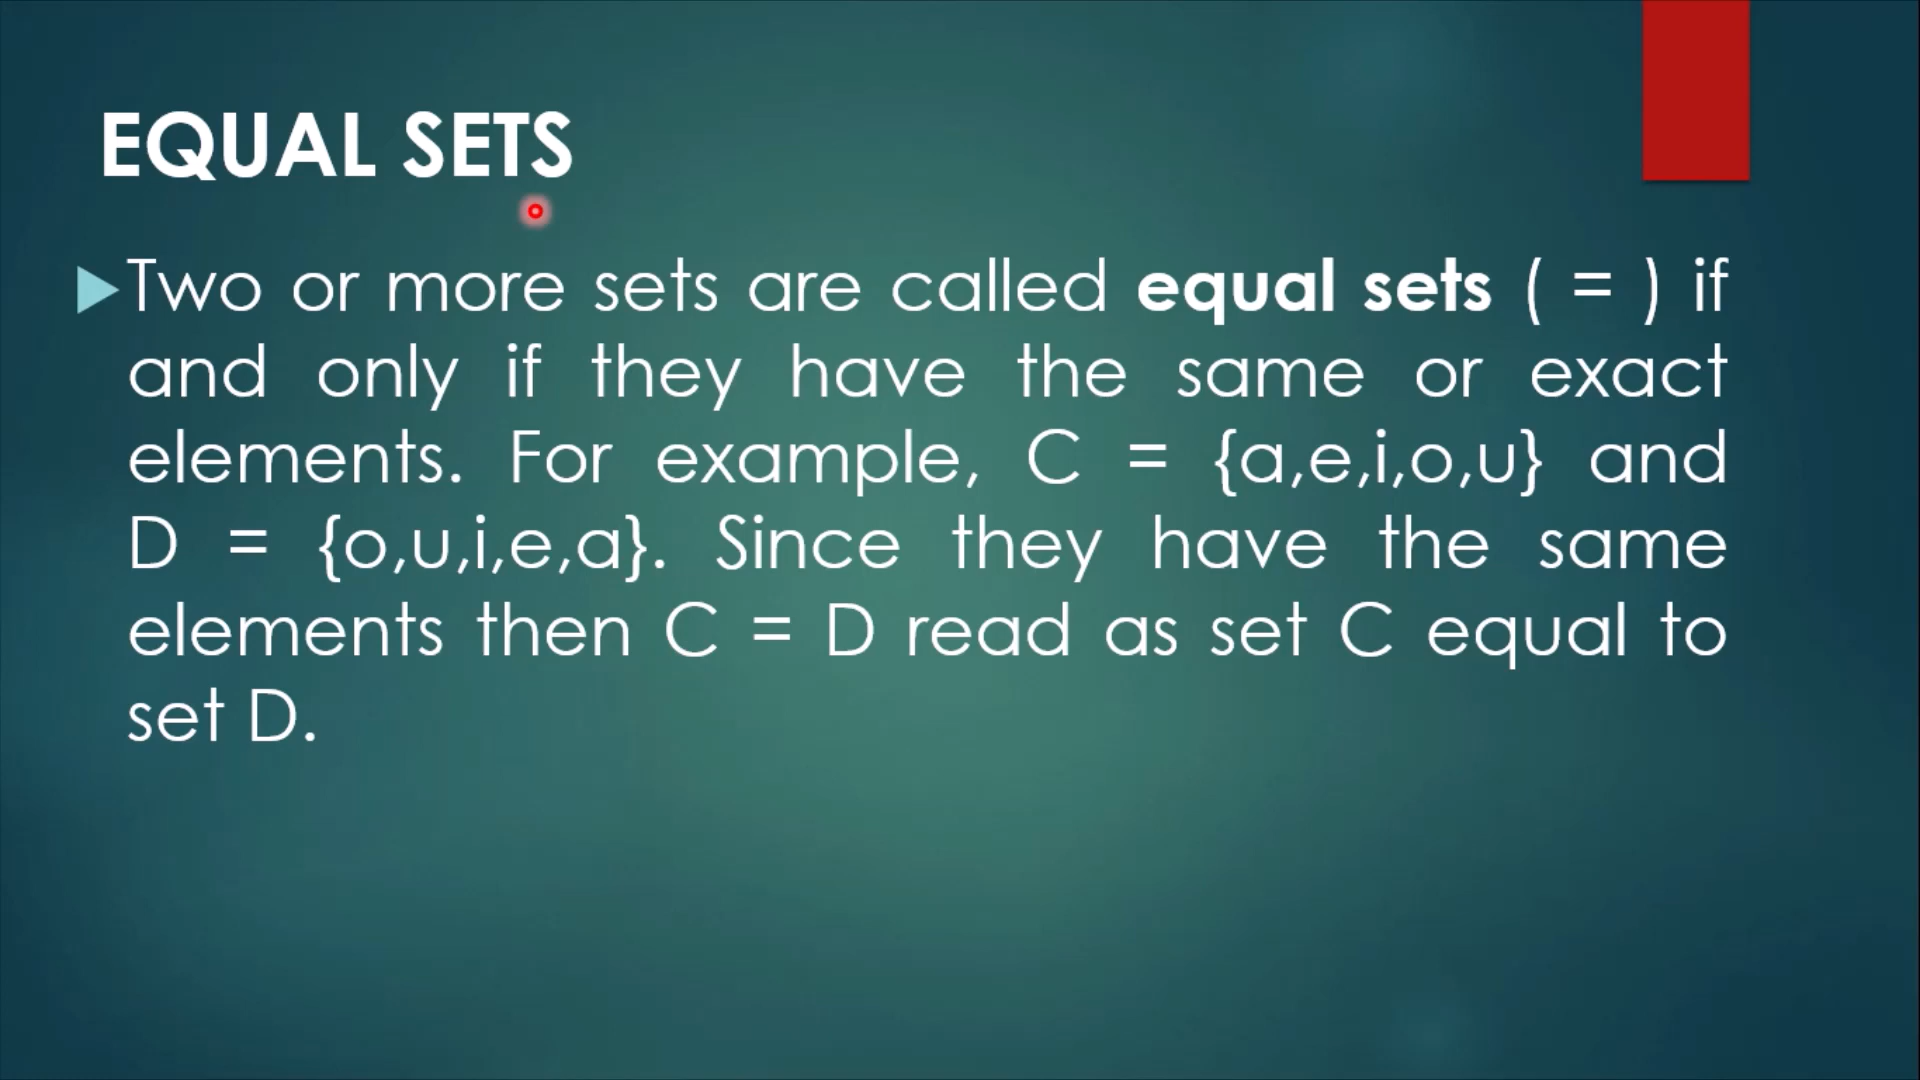 EQUAL SETS
Two or more sets are called equal sets ( = ) if
and only if they have the same or exact
elements. For example, C = {a,e,i,o,u} and
D = {o,u,i,e,a}. Since they have the same
elements then C = D read as set C equal to
set D.